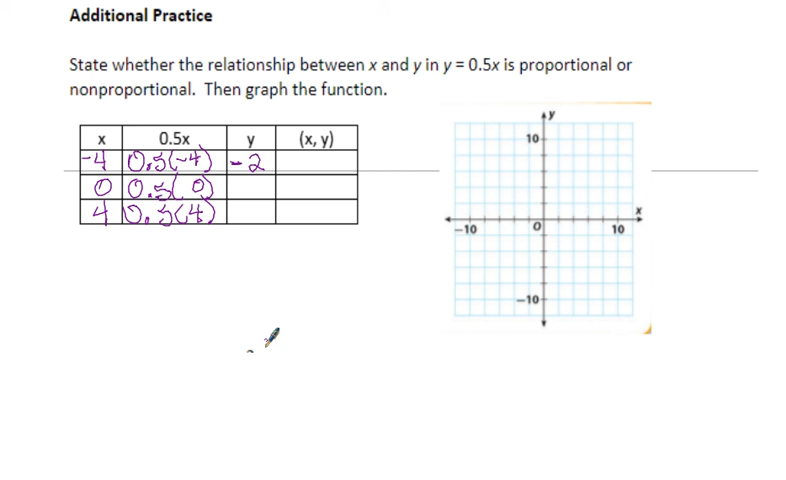 Additional Practice
State whether the relationship between x and y in y = 0.5x is proportional or
nonproportional. Then graph the function.
x 0.5x y (x, y)
-4 0.5(-4) -2
0 0.5(0)
4 0.5(4)
y
10
x
-10 O 10
-10